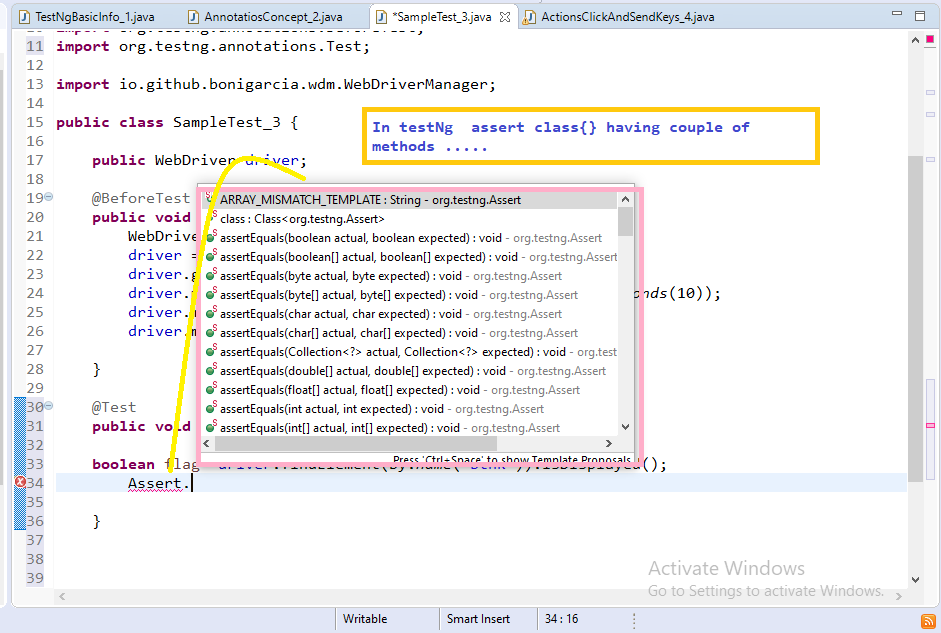 TestNgBasicInfo_1.java AnnotatiosConcept_2.java *SampleTest_3.java ActionsClickAndSendKeys_4.java
11 import org.testng.annotations.Test;
12
13 import io.github.bonigarcia.wdm.WebDriverManager;
14
15 public class SampleTest_3 {
In testNg assert class{} having couple of
methods .....
16
17 public WebDriver driver;
18
19 @BeforeTest
20 public void
21 WebDrive
22 driver =
23 driver.g
24 driver. onds(10));
25 driver.
26 driver.m
27
28 }
29
30 @Test
31 public void
32
33 boolean flag driver.findElement(By.name("btnK")).isDisplayed();
34 Assert.
35
36 }
37
38
39
ARRAY_MISMATCH_TEMPLATE : String - org.testng.Assert
class : Class<org.testng.Assert>
assertEquals(boolean actual, boolean expected) : void - org.testng.Assert
assertEquals(boolean[] actual, boolean[] expected) : void - org.testng.Assert
assertEquals(byte actual, byte expected) : void - org.testng.Assert
assertEquals(byte[] actual, byte[] expected) : void - org.testng.Assert
assertEquals(char actual, char expected) : void - org.testng.Assert
assertEquals(char[] actual, char[] expected) : void - org.testng.Assert
assertEquals(Collection<?> actual, Collection<?> expected) : void - org.test
assertEquals(double[] actual, double[] expected) : void - org.testng.Assert
assertEquals(float[] actual, float[] expected) : void - org.testng.Assert
assertEquals(int actual, int expected) : void - org.testng.Assert
assertEquals(int[] actual, int[] expected) : void - org.testng.Assert
Press 'Ctrl+Space' to show Template Proposals
Activate Windows
Go to Settings to activate Windows.
Writable Smart Insert 34 : 16